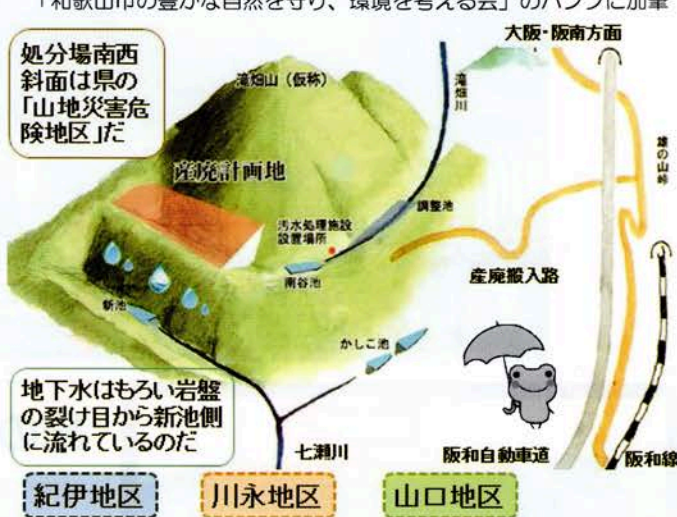 「和歌山市の豊かな自然を守り、環境を考える会」のパンフに加筆
大阪・阪南方面
処分場南西
斜面は県の
「山地災害危
険地区」だ
滝畑山（仮称）
滝畑川
雄の山峠
産廃計画地
調整池
汚水処理施設
設置場所
南谷池
産廃搬入路
新池
かしこ池
地下水はもろい岩盤
の裂け目から新池側
に流れているのだ
七瀬川
阪和自動車道
阪和線
紀伊地区
川永地区
山口地区